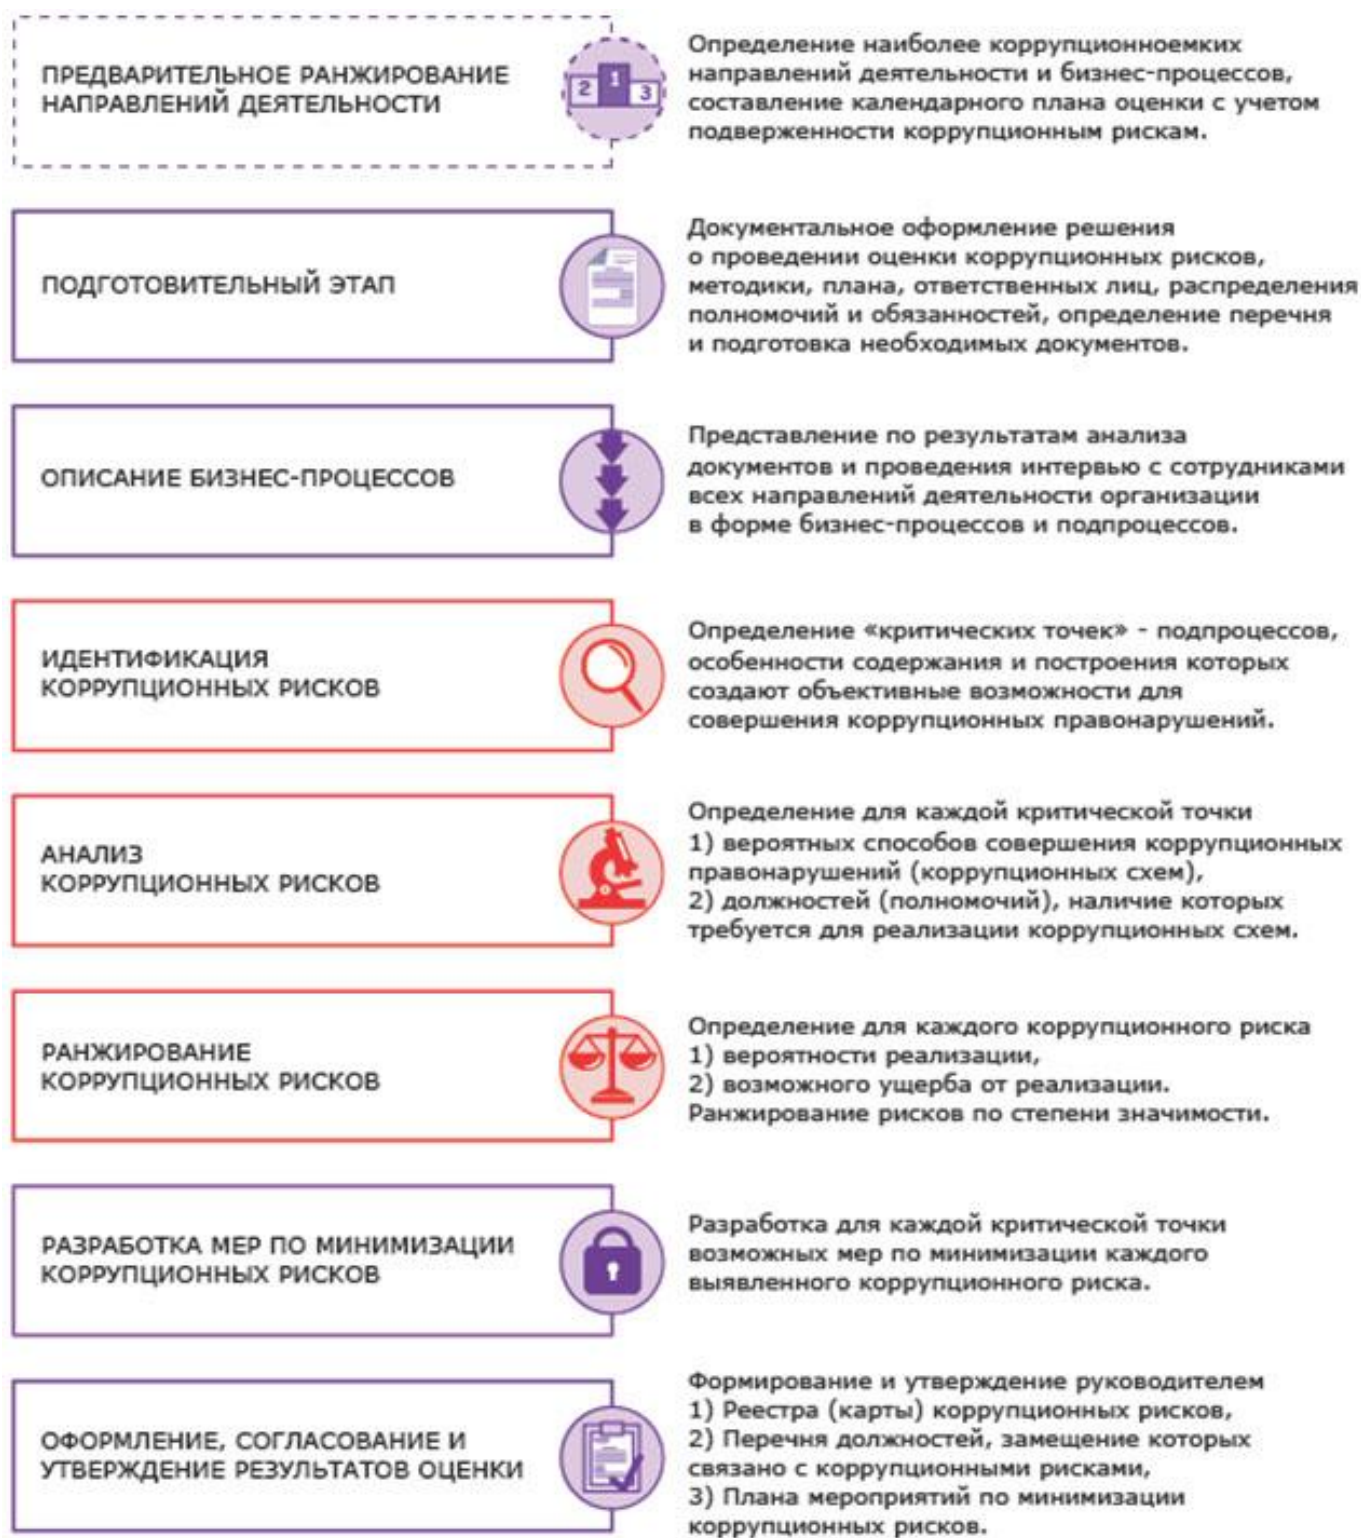 ПРЕДВАРИТЕЛЬНОЕ РАНЖИРОВАНИЕ
НАПРАВЛЕНИЙ ДЕЯТЕЛЬНОСТИ
2 1 3
Определение наиболее коррупционноемких
направлений деятельности и бизнес-процессов,
составление календарного плана оценки с учетом
подверженности коррупционным рискам.
ПОДГОТОВИТЕЛЬНЫЙ ЭТАП
Документальное оформление решения
о проведении оценки коррупционных рисков,
методики, плана, ответственных лиц, распределения
полномочий и обязанностей, определение перечня
и подготовка необходимых документов.
ОПИСАНИЕ БИЗНЕС-ПРОЦЕССОВ
Представление по результатам анализа
документов и проведения интервью с сотрудниками
всех направлений деятельности организации
в форме бизнес-процессов и подпроцессов.
ИДЕНТИФИКАЦИЯ
КОРРУПЦИОННЫХ РИСКОВ
Определение «критических точек» - подпроцессов,
особенности содержания и построения которых
создают объективные возможности для
совершения коррупционных правонарушений.
АНАЛИЗ
КОРРУПЦИОННЫХ РИСКОВ
Определение для каждой критической точки
1) вероятных способов совершения коррупционных
правонарушений (коррупционных схем),
2) должностей (полномочий), наличие которых
требуется для реализации коррупционных схем.
РАНЖИРОВАНИЕ
КОРРУПЦИОННЫХ РИСКОВ
Определение для каждого коррупционного риска
1) вероятности реализации,
2) возможного ущерба от реализации.
Ранжирование рисков по степени значимости.
РАЗРАБОТКА МЕР ПО МИНИМИЗАЦИИ
КОРРУПЦИОННЫХ РИСКОВ
Разработка для каждой критической точки
возможных мер по минимизации каждого
выявленного коррупционного риска.
ОФОРМЛЕНИЕ, СОГЛАСОВАНИЕ И
УТВЕРЖДЕНИЕ РЕЗУЛЬТАТОВ ОЦЕНКИ
Формирование и утверждение руководителем
1) Реестра (карты) коррупционных рисков,
2) Перечня должностей, замещение которых
связано с коррупционными рисками,
3) Плана мероприятий по минимизации
коррупционных рисков.